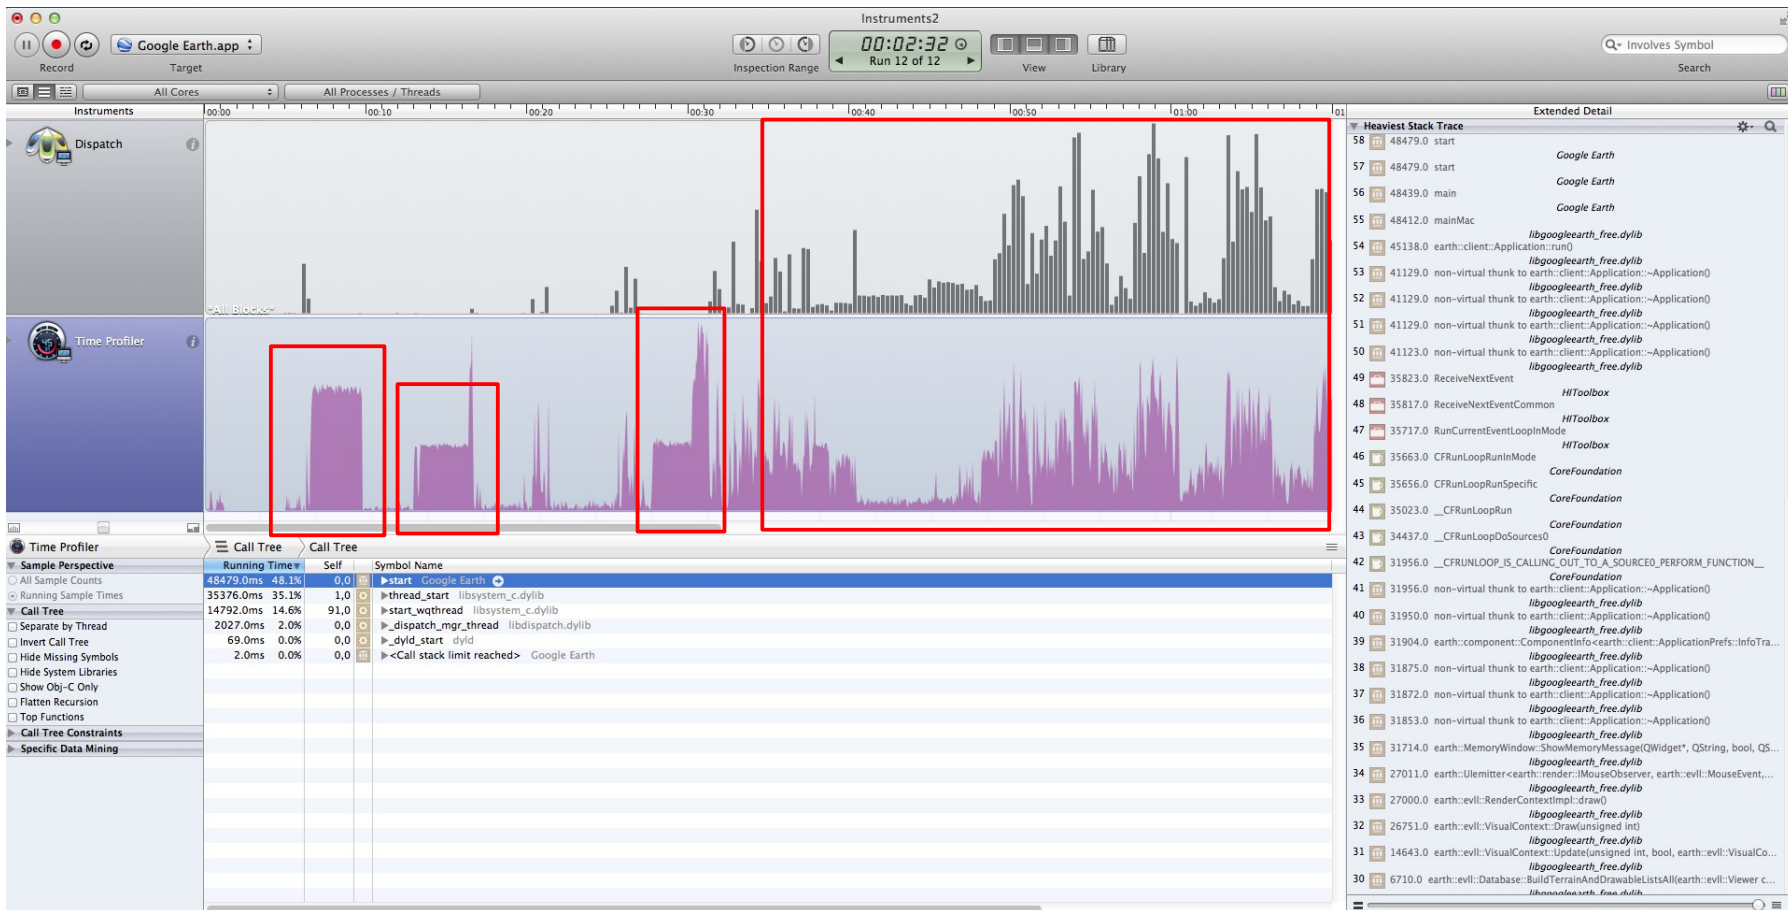 Instruments2
Google Earth.app
00:02:32
Run 12 of 12
Involves Symbol
Record
Target
Inspection Range
View
Library
Search
All Cores
All Processes / Threads
Instruments
00:00
00:10
00:20
00:30
00:40
00:50
01:00
01
Extended Detail
Dispatch
*All Blocks*
Time Profiler
Heaviest Stack Trace
58 48479.0 start
Google Earth
57 48479.0 start
Google Earth
56 48439.0 main
Google Earth
55 48412.0 mainMac
libgoogleearth_free.dylib
54 45138.0 earth::client::Application::run()
libgoogleearth_free.dylib
53 41129.0 non-virtual thunk to earth::client::Application::~Application()
libgoogleearth_free.dylib
52 41129.0 non-virtual thunk to earth::client::Application::~Application()
libgoogleearth_free.dylib
51 41129.0 non-virtual thunk to earth::client::Application::~Application()
libgoogleearth_free.dylib
50 41123.0 non-virtual thunk to earth::client::Application::~Application()
libgoogleearth_free.dylib
49 35823.0 ReceiveNextEvent
HIToolbox
48 35817.0 ReceiveNextEventCommon
HIToolbox
47 35717.0 RunCurrentEventLoopInMode
HIToolbox
46 35663.0 CFRunLoopRunInMode
CoreFoundation
45 35656.0 CFRunLoopRunSpecific
CoreFoundation
44 35023.0 __CFRunLoopRun
CoreFoundation
43 34437.0 __CFRunLoopDoSources0
CoreFoundation
42 31956.0 __CFRUNLOOP_IS_CALLING_OUT_TO_A_SOURCE0_PERFORM_FUNCTION__
CoreFoundation
41 31956.0 non-virtual thunk to earth::client::Application::~Application()
libgoogleearth_free.dylib
40 31950.0 non-virtual thunk to earth::client::Application::~Application()
libgoogleearth_free.dylib
39 31904.0 earth::component::ComponentInfo<earth::client::ApplicationPrefs::InfoTra...
libgoogleearth_free.dylib
38 31875.0 non-virtual thunk to earth::client::Application::~Application()
libgoogleearth_free.dylib
37 31872.0 non-virtual thunk to earth::client::Application::~Application()
libgoogleearth_free.dylib
36 31853.0 non-virtual thunk to earth::client::Application::~Application()
libgoogleearth_free.dylib
35 31714.0 earth::MemoryWindow::ShowMemoryMessage(QWidget*, QString, bool, QS...
libgoogleearth_free.dylib
34 27011.0 earth::UIemitter<earth::render::IMouseObserver, earth::evll::MouseEvent,...
libgoogleearth_free.dylib
33 27000.0 earth::evll::RenderContextImpl::draw()
libgoogleearth_free.dylib
32 26751.0 earth::evll::VisualContext::Draw(unsigned int)
libgoogleearth_free.dylib
31 14643.0 earth::evll::VisualContext::Update(unsigned int, bool, earth::evll::VisualCo...
libgoogleearth_free.dylib
30 6710.0 earth::evll::Database::BuildTerrainAndDrawableListsAll(earth::evll::Viewer c...
libgoogleearth_free.dylib
Time Profiler
Call Tree
Call Tree
Sample Perspective
All Sample Counts
Running Sample Times
Call Tree
Separate by Thread
Invert Call Tree
Hide Missing Symbols
Hide System Libraries
Show Obj-C Only
Flatten Recursion
Top Functions
Call Tree Constraints
Specific Data Mining
Running Time Self Symbol Name
48479.0ms 48.1% 0,0 start Google Earth
35376.0ms 35.1% 1,0 thread_start libsystem_c.dylib
14792.0ms 14.6% 91,0 start_wqthread libsystem_c.dylib
2027.0ms 2.0% 0,0 _dispatch_mgr_thread libdispatch.dylib
69.0ms 0.0% 0,0 _dyld_start dyld
2.0ms 0.0% 0,0 <Call stack limit reached> Google Earth